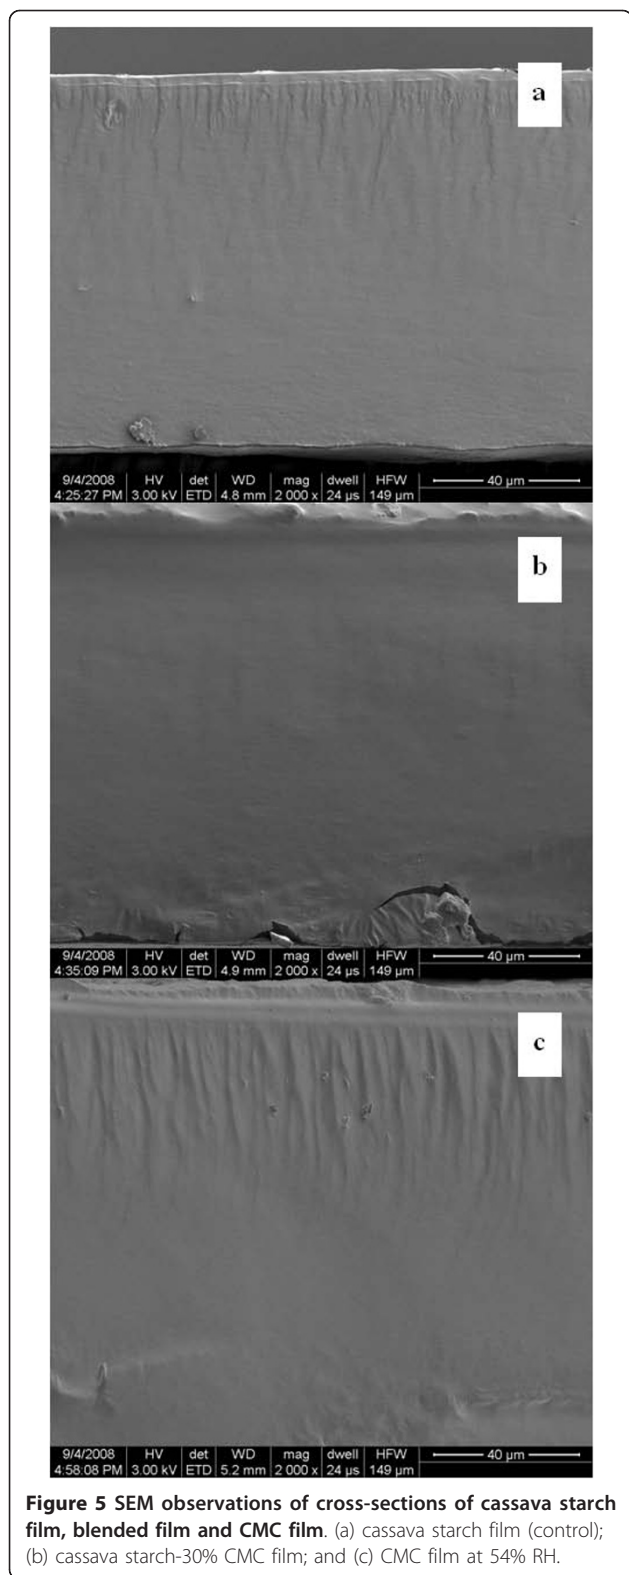 a
9/4/2008 HV det WD mag dwell HFW 40 µm
4:25:27 PM 3.00 kV ETD 4.8 mm 2 000 x 24 µs 149 µm
b
9/4/2008 HV det WD mag dwell HFW 40 µm
4:35:09 PM 3.00 kV ETD 4.9 mm 2 000 x 24 µs 149 µm
c
9/4/2008 HV det WD mag dwell HFW 40 µm
4:58:08 PM 3.00 kV ETD 5.2 mm 2 000 x 24 µs 149 µm
Figure 5 SEM observations of cross-sections of cassava starch
film, blended film and CMC film. (a) cassava starch film (control);
(b) cassava starch-30% CMC film; and (c) CMC film at 54% RH.